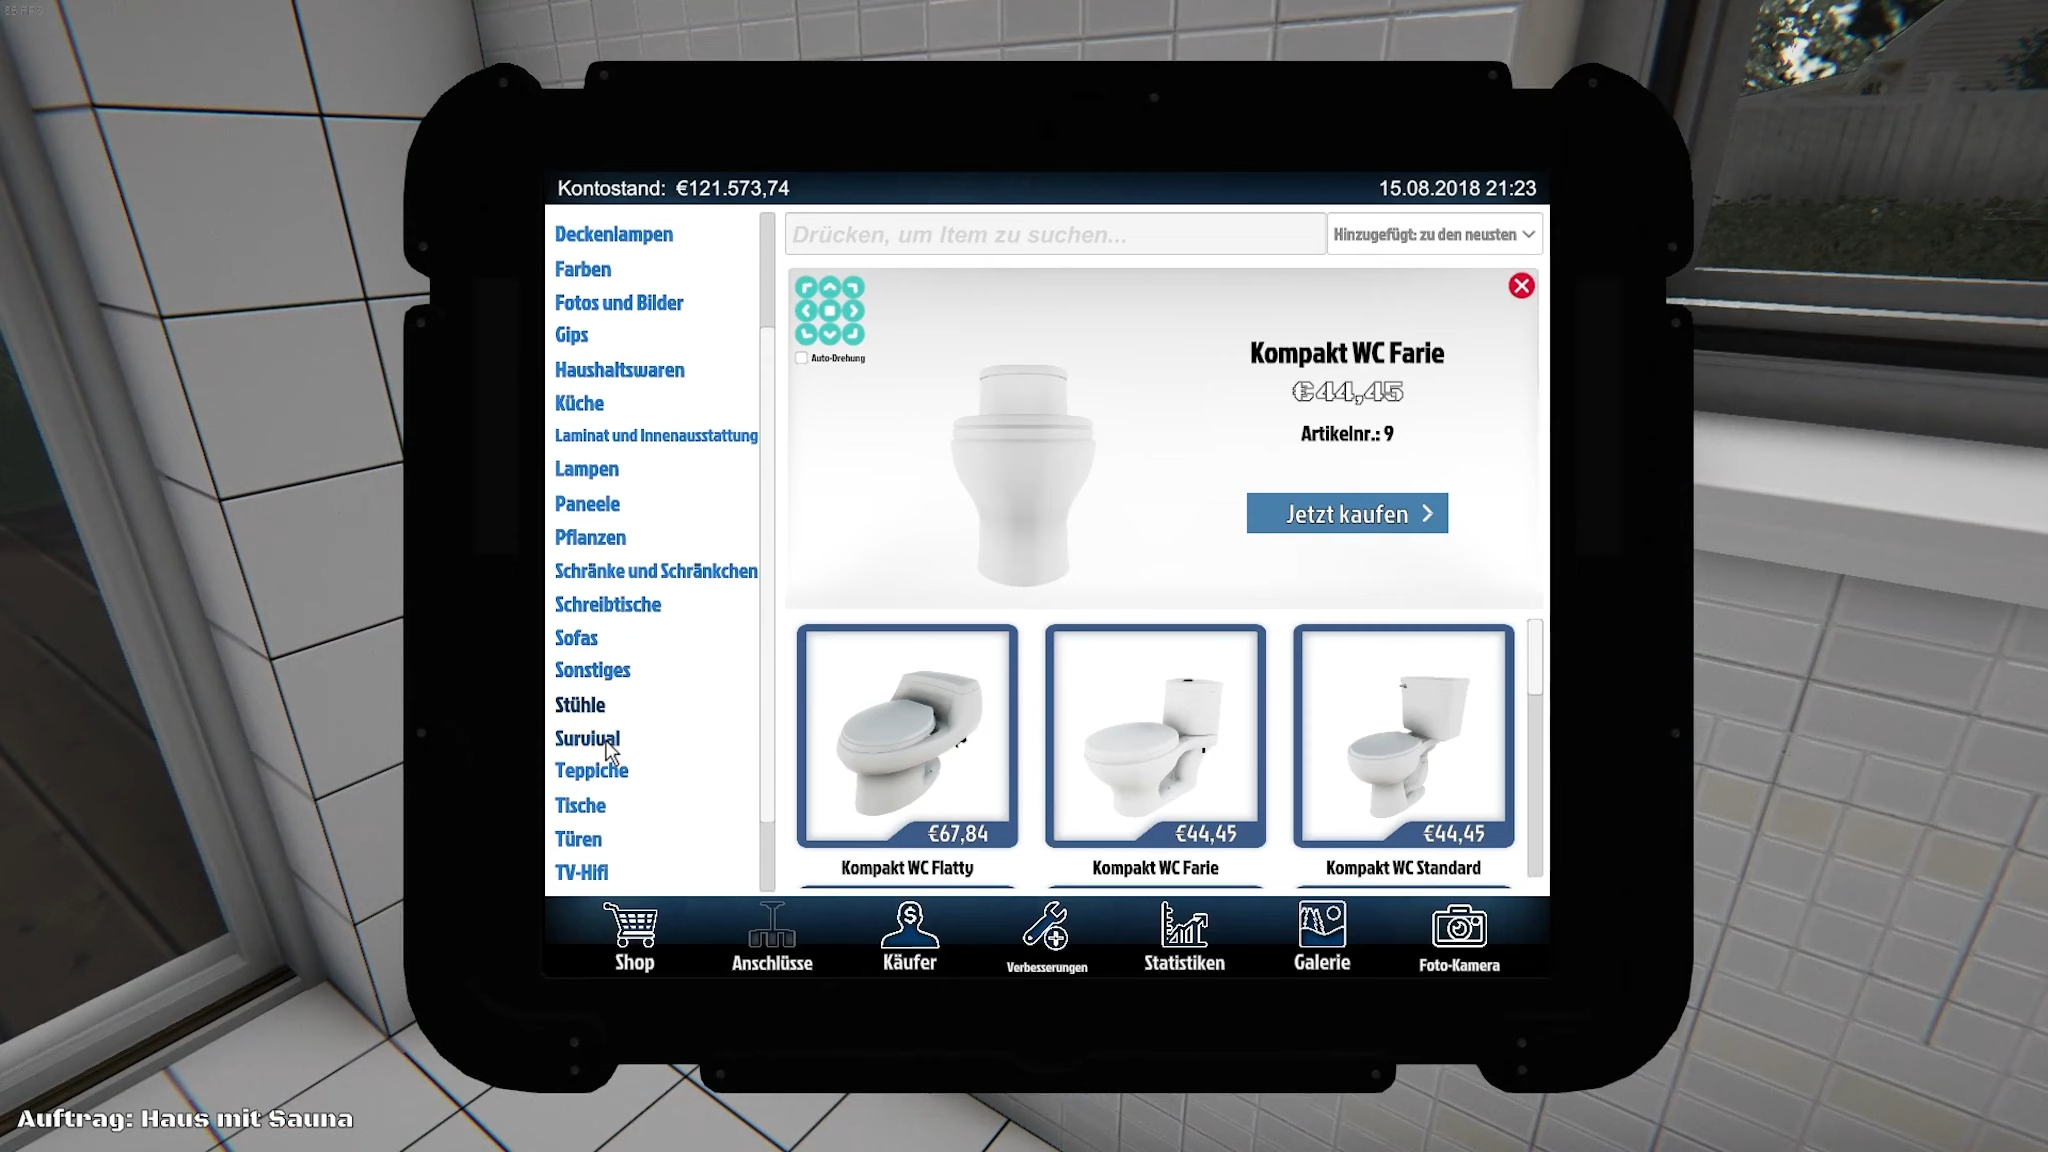 Kontostand: €121.573,74
15.08.2018 21:23
Deckenlampen
Farben
Fotos und Bilder
Gips
Haushaltswaren
Küche
Laminat und Innenausstattung
Lampen
Paneele
Pflanzen
Schränke und Schränkchen
Schreibtische
Sofas
Sonstiges
Stühle
Survival
Teppiche
Tische
Türen
TV-Hifi
Drücken, um Item zu suchen...
Hinzugefügt: zu den neusten
Auto-Drehung
Kompakt WC Farie
€44,45
Artikelnr.: 9
Jetzt kaufen
€67,84
€44,45
€44,45
Kompakt WC Flatty
Kompakt WC Farie
Kompakt WC Standard
Shop
Anschlüsse
Käufer
Verbesserungen
Statistiken
Galerie
Foto-Kamera
Auftrag: Haus mit Sauna